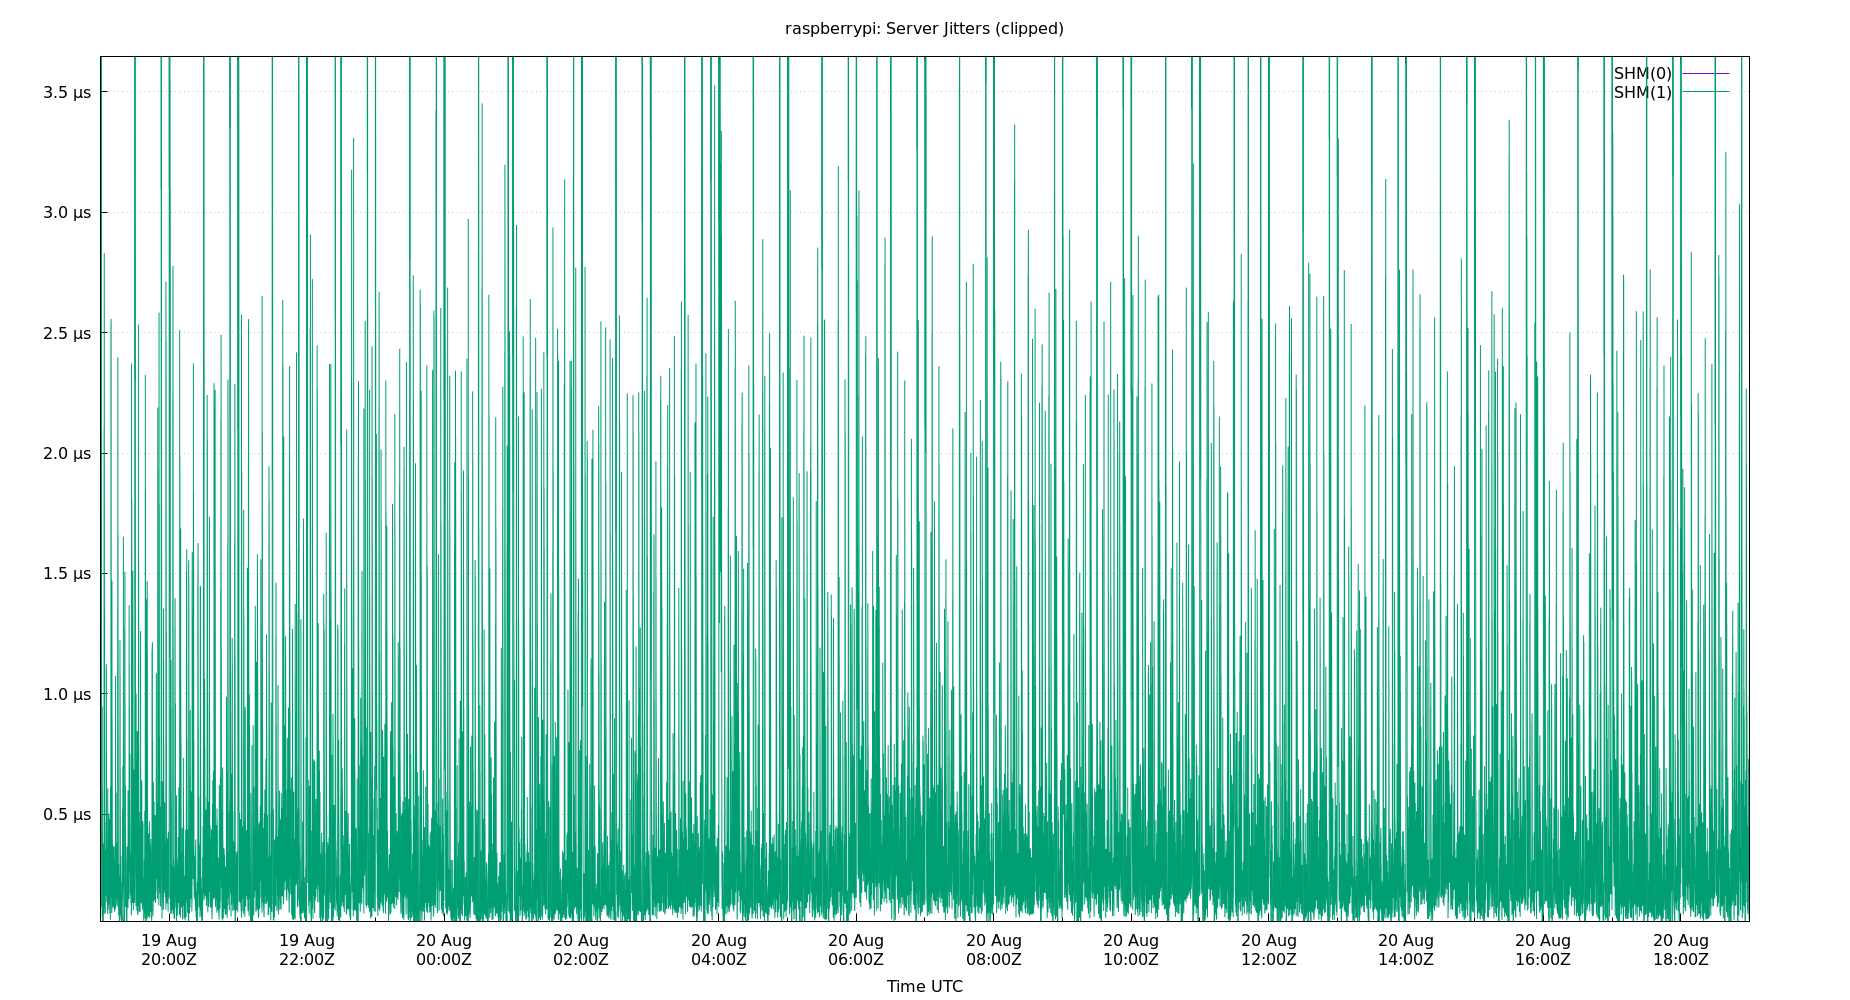 raspberrypi: Server Jitters (clipped)
SHM(0)
SHM(1)
3.5 µs
3.0 µs
2.5 µs
2.0 µs
1.5 µs
1.0 µs
0.5 µs
19 Aug 19 Aug 20 Aug 20 Aug 20 Aug 20 Aug 20 Aug 20 Aug 20 Aug 20 Aug 20 Aug 20 Aug
20:00Z 22:00Z 00:00Z 02:00Z 04:00Z 06:00Z 08:00Z 10:00Z 12:00Z 14:00Z 16:00Z 18:00Z
Time UTC